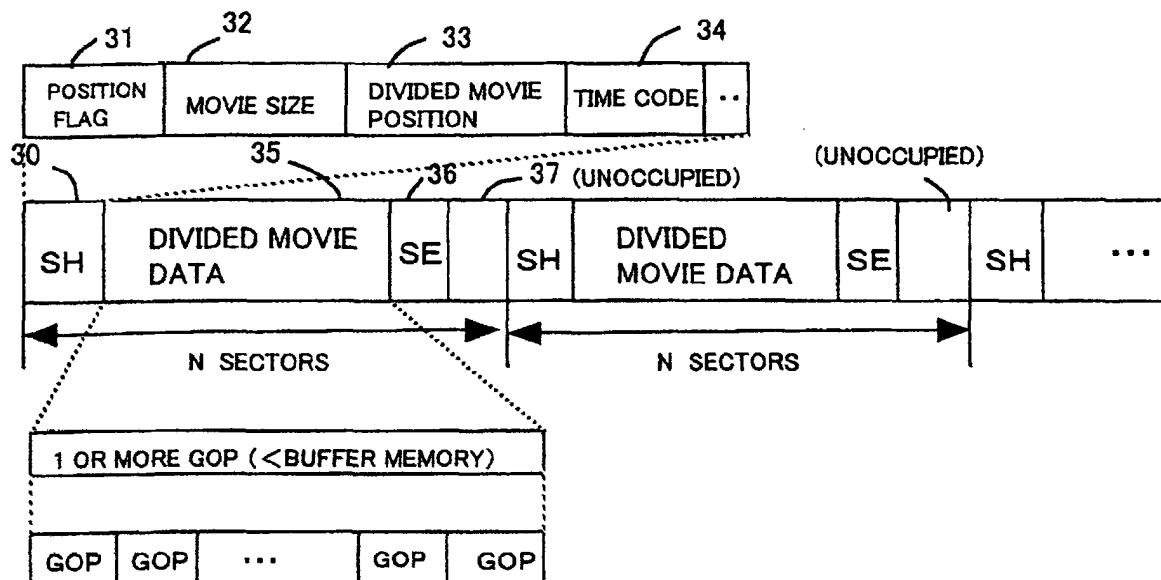 31 32 33 34
POSITION FLAG MOVIE SIZE DIVIDED MOVIE POSITION TIME CODE ..
30 35 36 37 (UNOCCUPIED) (UNOCCUPIED)
SH DIVIDED MOVIE DATA SE SH DIVIDED MOVIE DATA SE SH ...
N SECTORS N SECTORS
1 OR MORE GOP (<BUFFER MEMORY)
GOP GOP ... GOP GOP